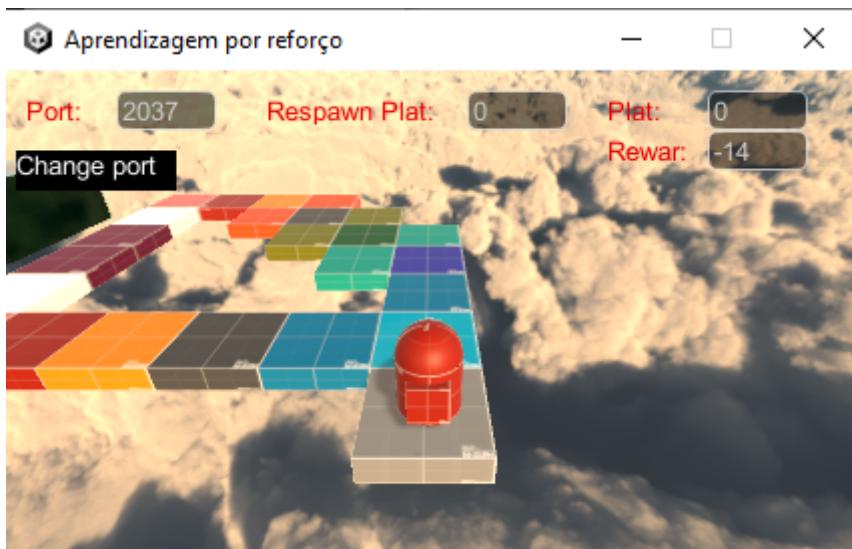 Aprendizagem por reforço
Port: 2037 Respawn Plat: 0 Plat: 0
Rewar: -14
Change port